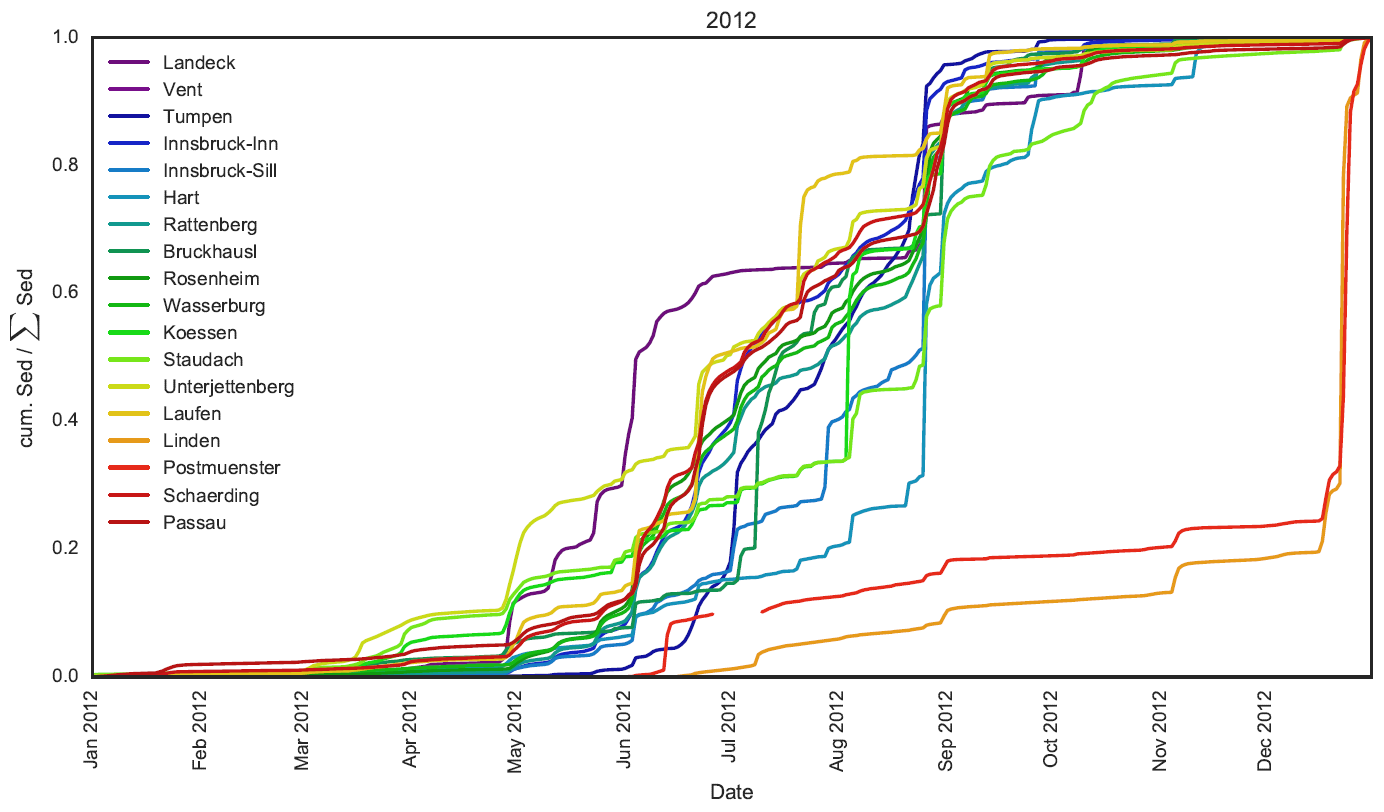 2012
1.0
0.8
0.6
0.4
0.2
0.0
cum. Sed / ∑ Sed
Landeck
Vent
Tumpen
Innsbruck-Inn
Innsbruck-Sill
Hart
Rattenberg
Bruckhausl
Rosenheim
Wasserburg
Koessen
Staudach
Unterjettenberg
Laufen
Linden
Postmuenster
Schaerding
Passau
Jan 2012
Feb 2012
Mar 2012
Apr 2012
May 2012
Jun 2012
Jul 2012
Aug 2012
Sep 2012
Oct 2012
Nov 2012
Dec 2012
Date